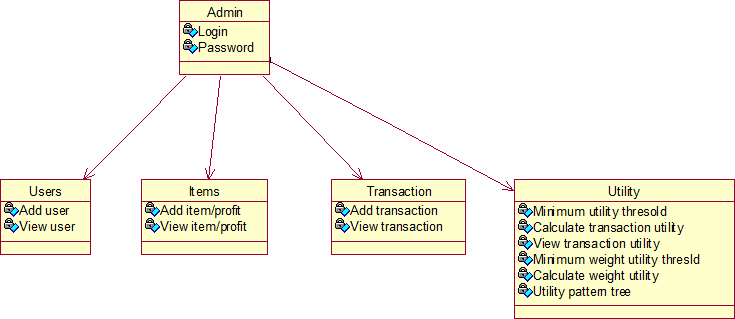 Admin
Login
Password
Users
Add user
View user
Items
Add item/profit
View item/profit
Transaction
Add transaction
View transaction
Utility
Minimum utility thresold
Calculate transaction utility
View transaction utility
Minimum weight utility thresld
Calculate weight utility
Utility pattern tree